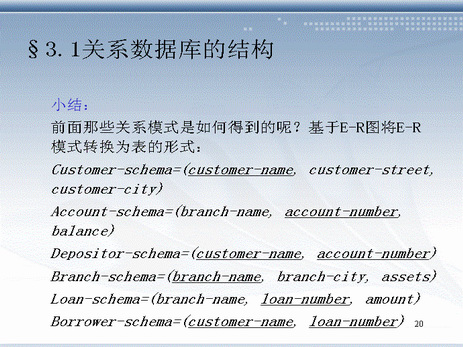 §3.1关系数据库的结构
小结：
前面那些关系模式是如何得到的呢？基于E-R图将E-R
模式转换为表的形式：
Customer-schema=(customer-name, customer-street,
customer-city)
Account-schema=(branch-name, account-number,
balance)
Depositor-schema=(customer-name, account-number)
Branch-schema=(branch-name, branch-city, assets)
Loan-schema=(branch-name, loan-number, amount)
Borrower-schema=(customer-name, loan-number)
20